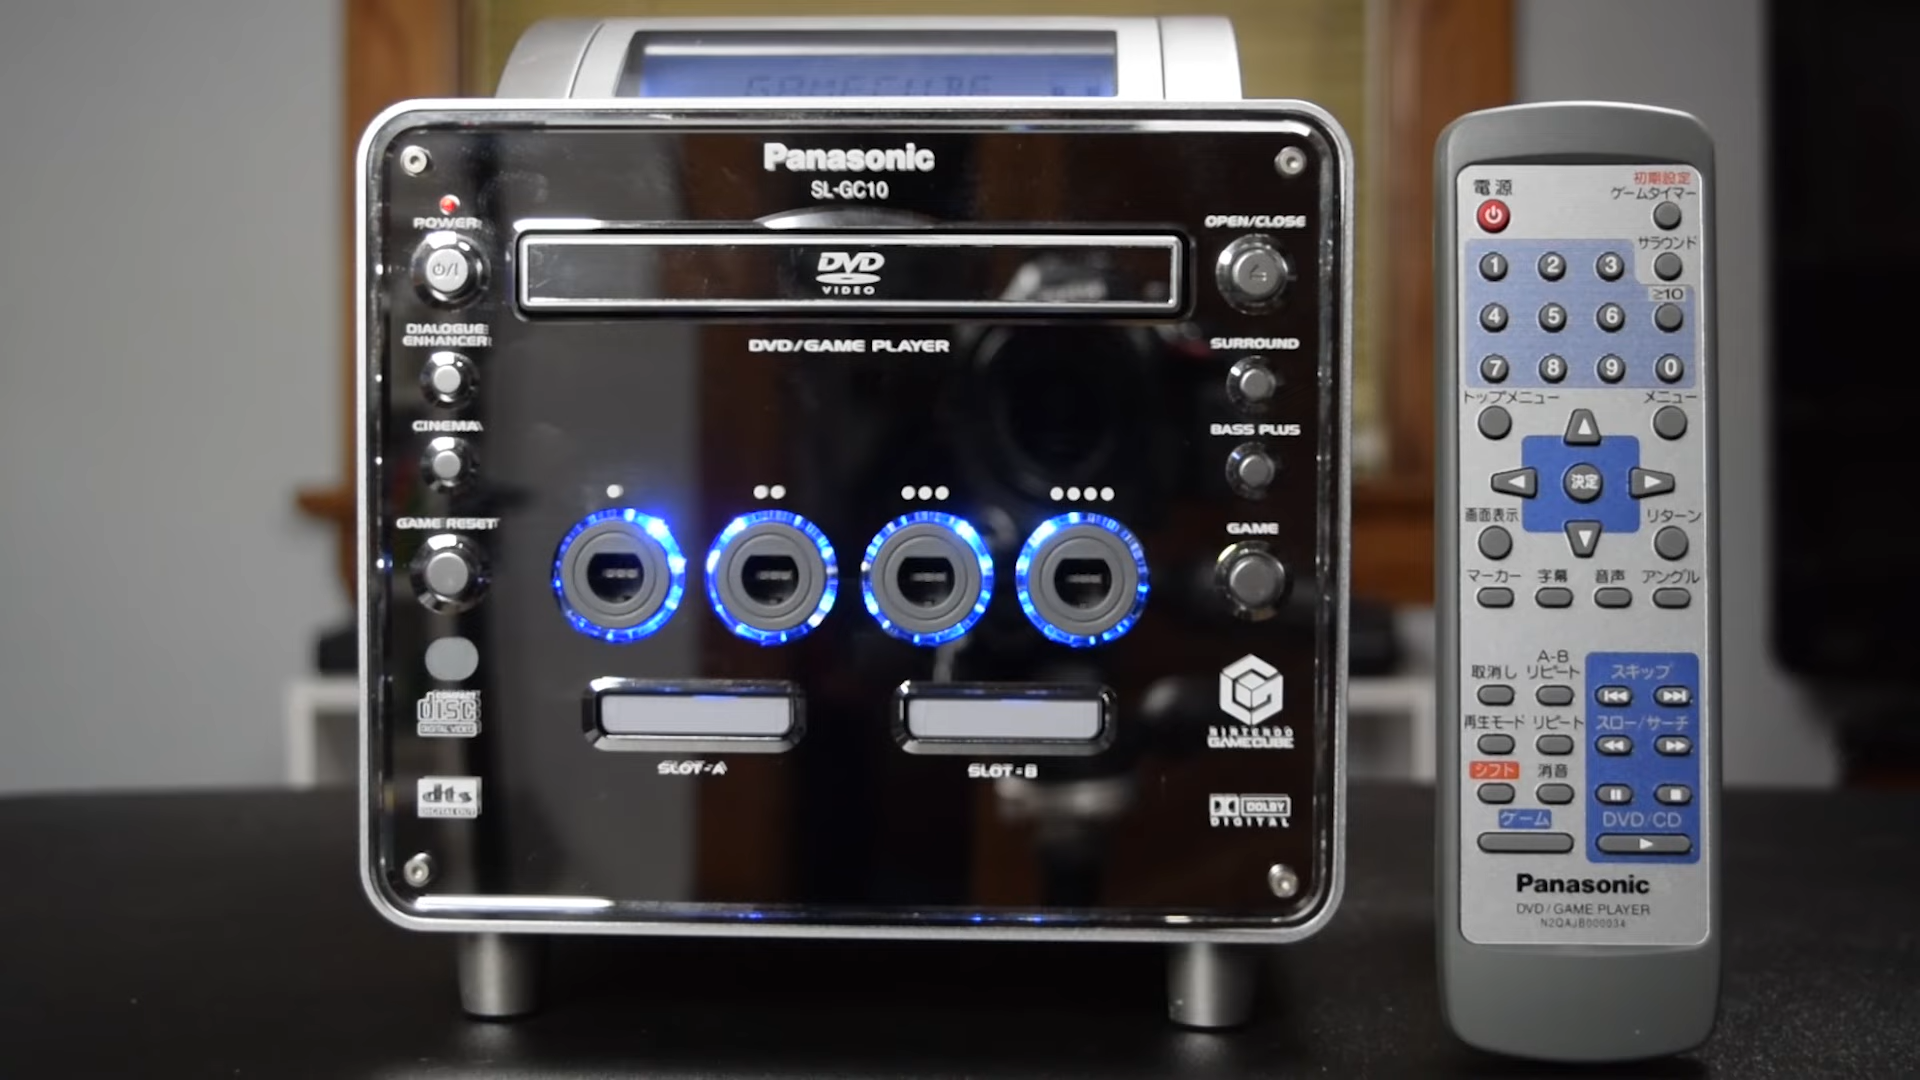 GAMECUBE
Panasonic
SL-GC10
POWER
OPEN/CLOSE
DVD
VIDEO
DIALOGUE
ENHANCER
DVD/GAME PLAYER
SURROUND
CINEMA
BASS PLUS
GAME RESET
GAME
COMPACT
disc
DIGITAL VIDEO
NINTENDO
GAMECUBE
SLOT-A
SLOT-B
dts
DIGITAL OUT
DOLBY
DIGITAL
電源
初期設定
ゲームタイマー
サラウンド
1 2 3
≥10
4 5 6
7 8 9 0
トップメニュー
メニュー
決定
画面表示
リターン
マーカー 字幕 音声 アングル
取消し
A-B
リピート
スキップ
再生モード リピート
スロー/サーチ
シフト 消音
ゲーム
DVD/CD
Panasonic
DVD/GAME PLAYER
N2QAJB000034